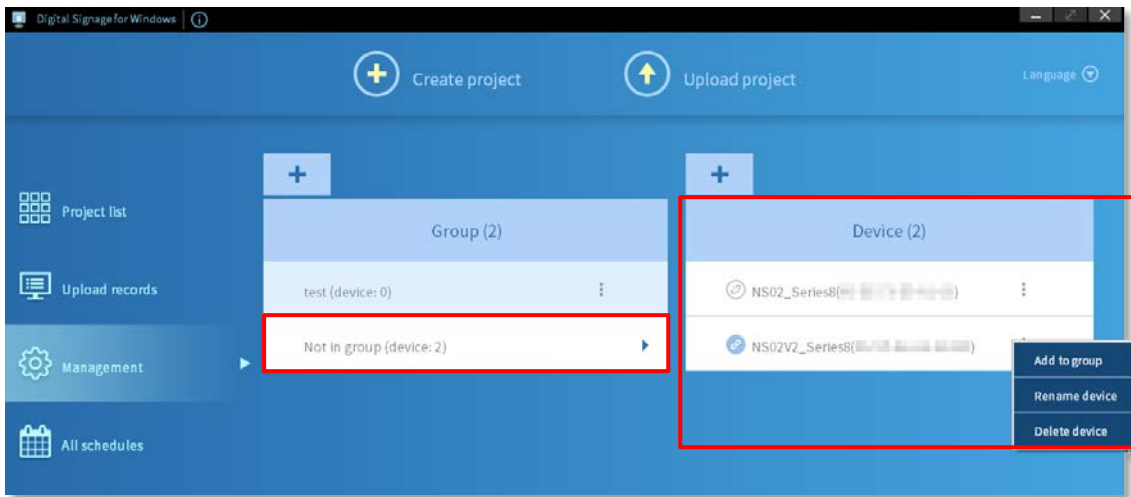 Digital Signage for Windows
Create project
Upload project
Language
Project list
Upload records
Management
All schedules
Group (2)
test (device: 0)
Not in group (device: 2)
Device (2)
NS02_Series8( )
NS02V2_Series8( )
Add to group
Rename device
Delete device